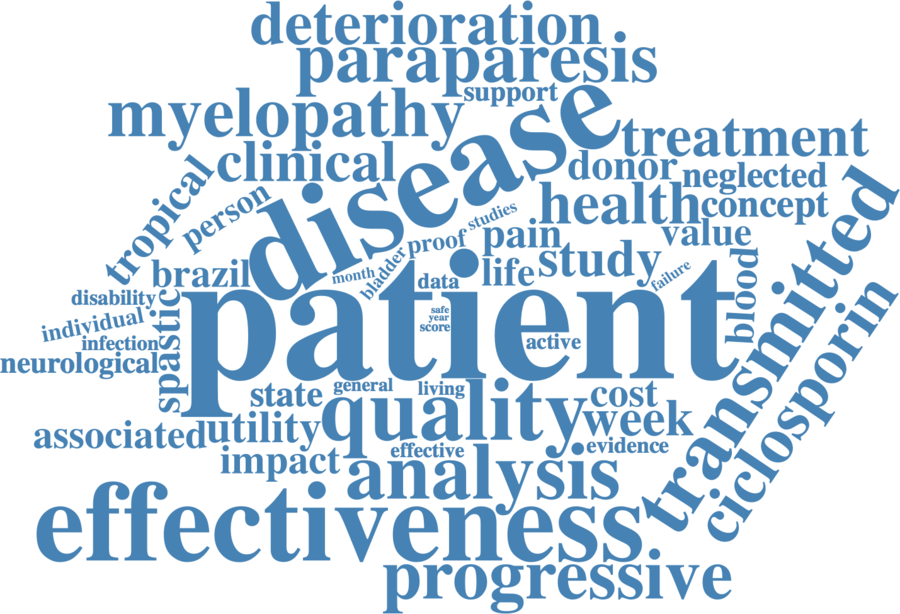 deterioration
paraparesis
support
myelopathy
disease
treatment
clinical
donor
neglected
tropical
person
health
concept
transmitted
studies
proof
pain
value
bladder
month
brazil
data
life
study
failure
blood
disability
patient
safe
year
score
individual
infection
active
neurological
spastic
ciclosporin
state
general
living
quality
cost
week
associated
utility
effective
evidence
impact
analysis
effectiveness
progressive